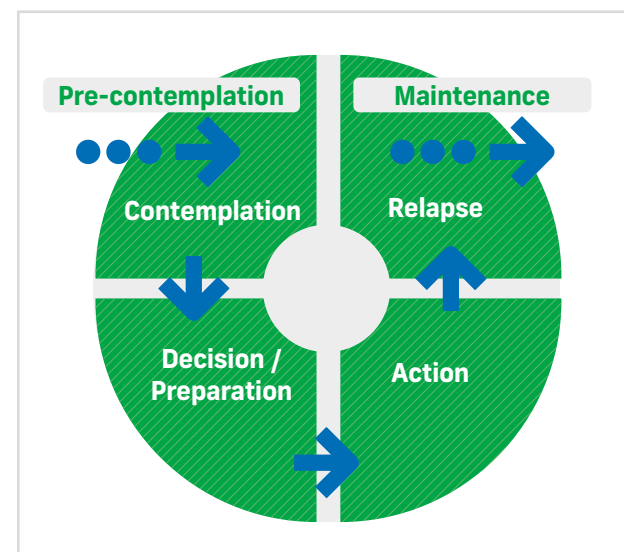 Pre-contemplation
Maintenance
Contemplation
Relapse
Decision /
Preparation
Action